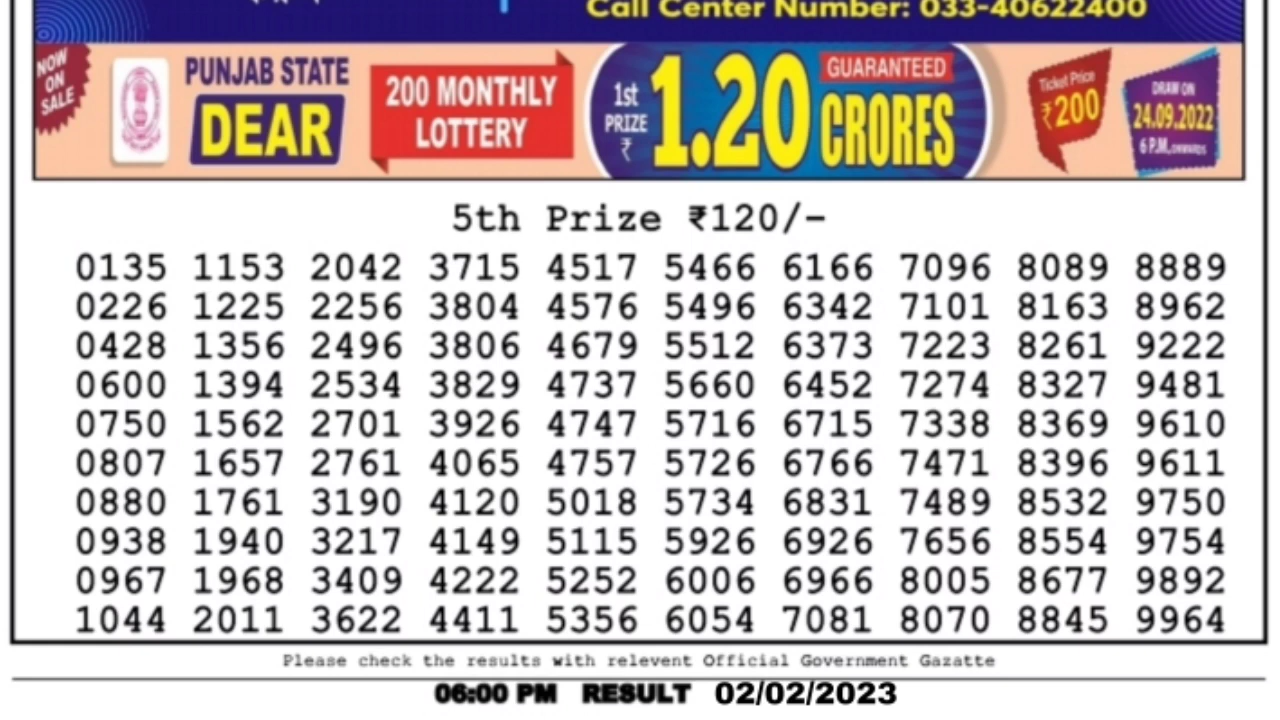 Call Center Number: 033-40622400
NOW ON SALE
PUNJAB STATE
DEAR
200 MONTHLY
LOTTERY
1st
PRIZE
₹
1.20
GUARANTEED
CRORES
Ticket Price
₹200
DRAW ON
24.09.2022
6 P.M. ONWARDS
5th Prize ₹120/-
0135 1153 2042 3715 4517 5466 6166 7096 8089 8889
0226 1225 2256 3804 4576 5496 6342 7101 8163 8962
0428 1356 2496 3806 4679 5512 6373 7223 8261 9222
0600 1394 2534 3829 4737 5660 6452 7274 8327 9481
0750 1562 2701 3926 4747 5716 6715 7338 8369 9610
0807 1657 2761 4065 4757 5726 6766 7471 8396 9611
0880 1761 3190 4120 5018 5734 6831 7489 8532 9750
0938 1940 3217 4149 5115 5926 6926 7656 8554 9754
0967 1968 3409 4222 5252 6006 6966 8005 8677 9892
1044 2011 3622 4411 5356 6054 7081 8070 8845 9964
Please check the results with relevent Official Government Gazatte
06:00 PM RESULT 02/02/2023